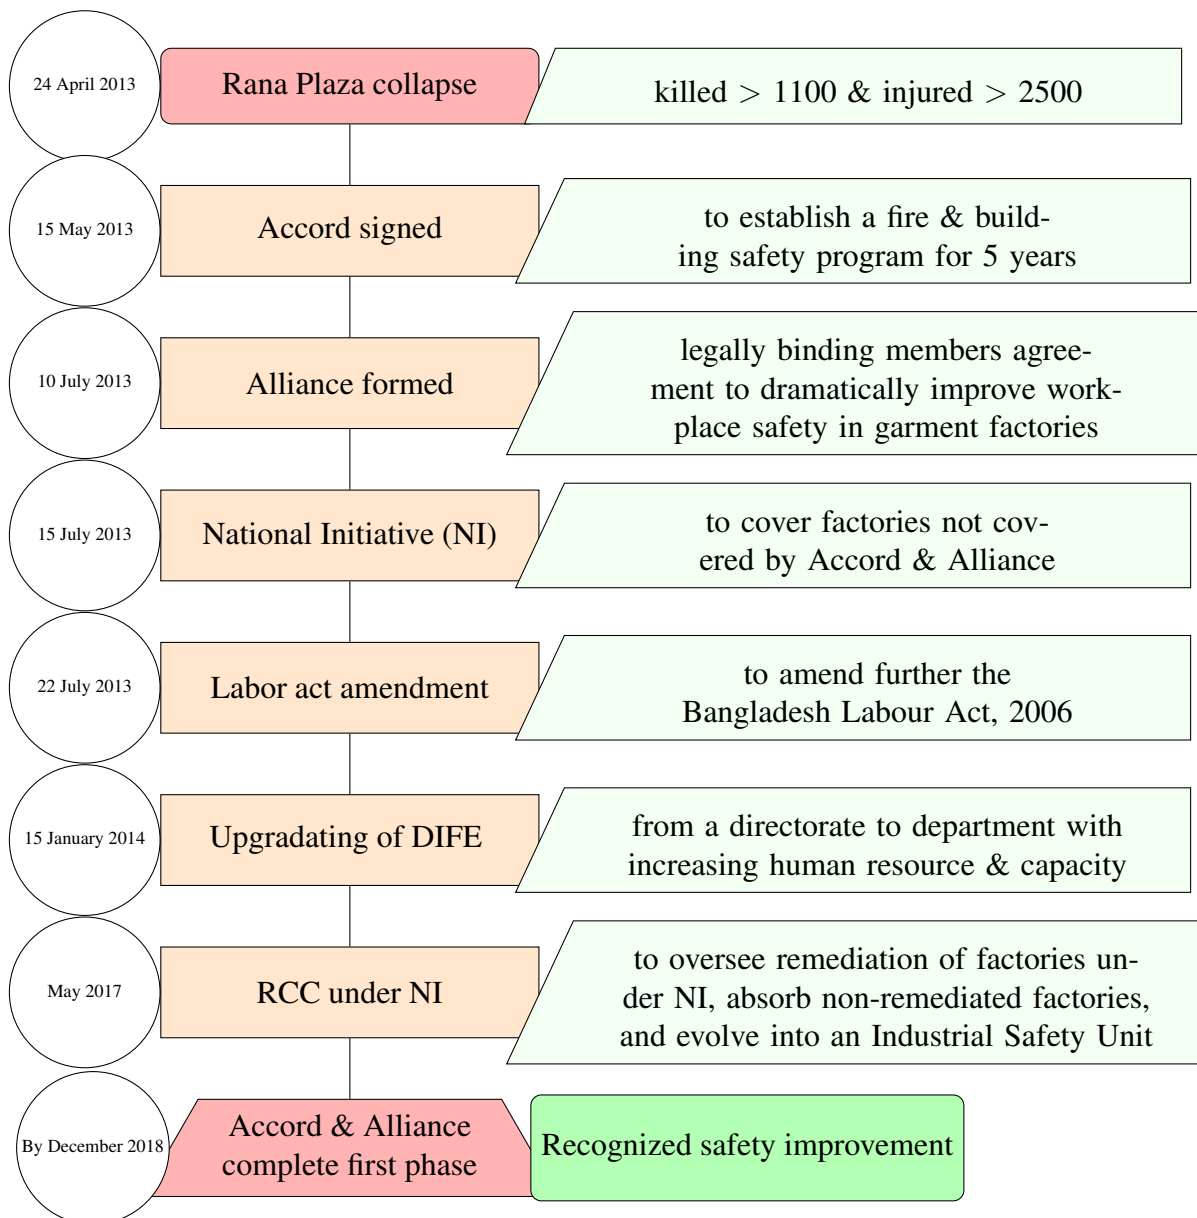 24 April 2013
Rana Plaza collapse
killed > 1100 & injured > 2500
15 May 2013
Accord signed
to establish a fire & build-
ing safety program for 5 years
10 July 2013
Alliance formed
legally binding members agree-
ment to dramatically improve work-
place safety in garment factories
15 July 2013
National Initiative (NI)
to cover factories not cov-
ered by Accord & Alliance
22 July 2013
Labor act amendment
to amend further the
Bangladesh Labour Act, 2006
15 January 2014
Upgradating of DIFE
from a directorate to department with
increasing human resource & capacity
May 2017
RCC under NI
to oversee remediation of factories un-
der NI, absorb non-remediated factories,
and evolve into an Industrial Safety Unit
By December 2018
Accord & Alliance
complete first phase
Recognized safety improvement